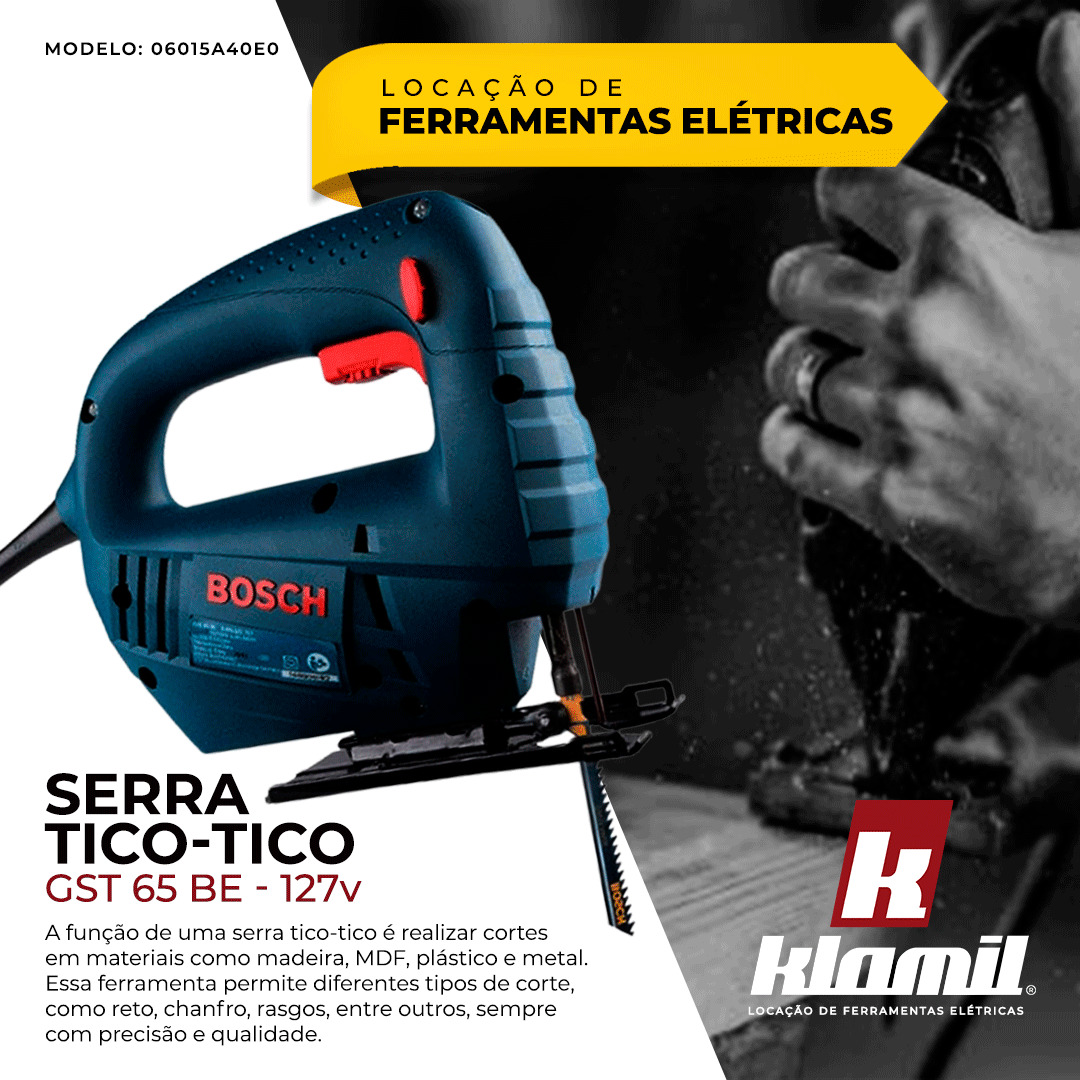 MODELO: 06015A40E0
LOCAÇÃO DE
FERRAMENTAS ELÉTRICAS
BOSCH
BOSCH
SERRA
TICO-TICO
GST 65 BE - 127v
A função de uma serra tico-tico é realizar cortes
em materiais como madeira, MDF, plástico e metal.
Essa ferramenta permite diferentes tipos de corte,
como reto, chanfro, rasgos, entre outros, sempre
com precisão e qualidade.
k
klamil®
LOCAÇÃO DE FERRAMENTAS ELÉTRICAS